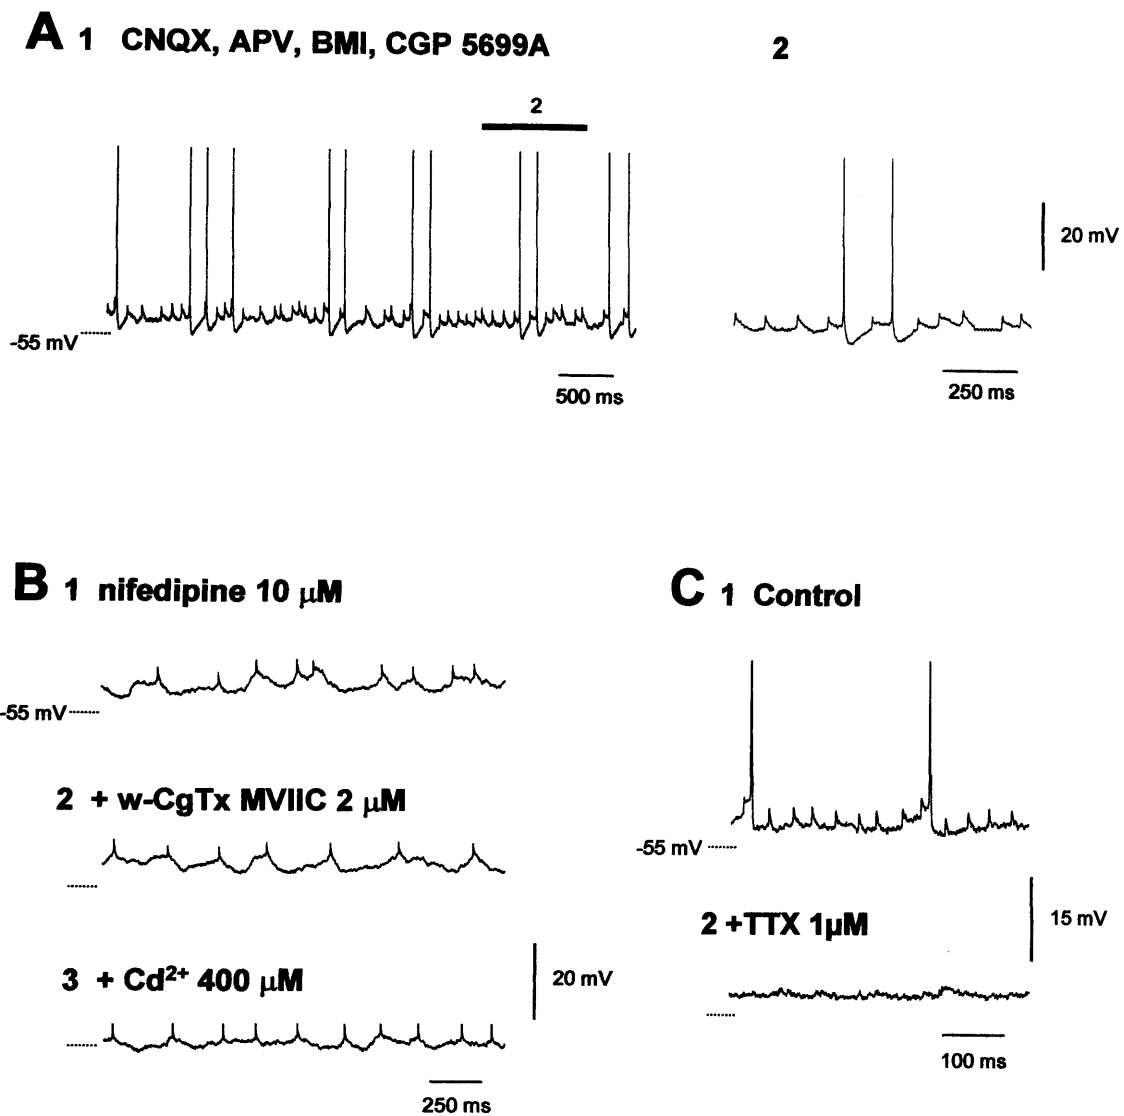 A 1 CNQX, APV, BMI, CGP 5699A
2
2
20 mV
-55 mV
500 ms
250 ms
B 1 nifedipine 10 µM
-55 mV
2 + w-CgTx MVIIC 2 µM
3 + Cd²⁺ 400 µM
20 mV
250 ms
C 1 Control
-55 mV
2 +TTX 1µM
15 mV
100 ms